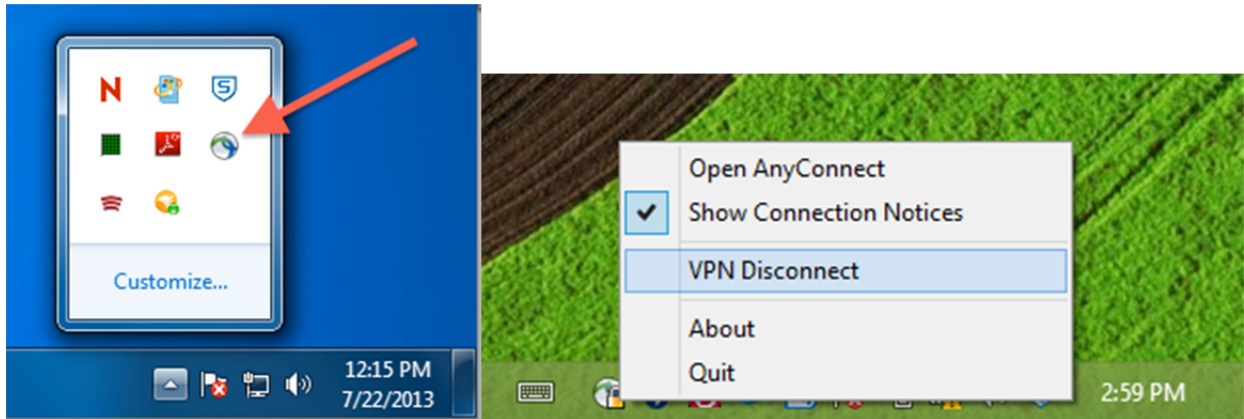 N
S
Customize...
12:15 PM
7/22/2013
Open AnyConnect
Show Connection Notices
VPN Disconnect
About
Quit
2:59 PM